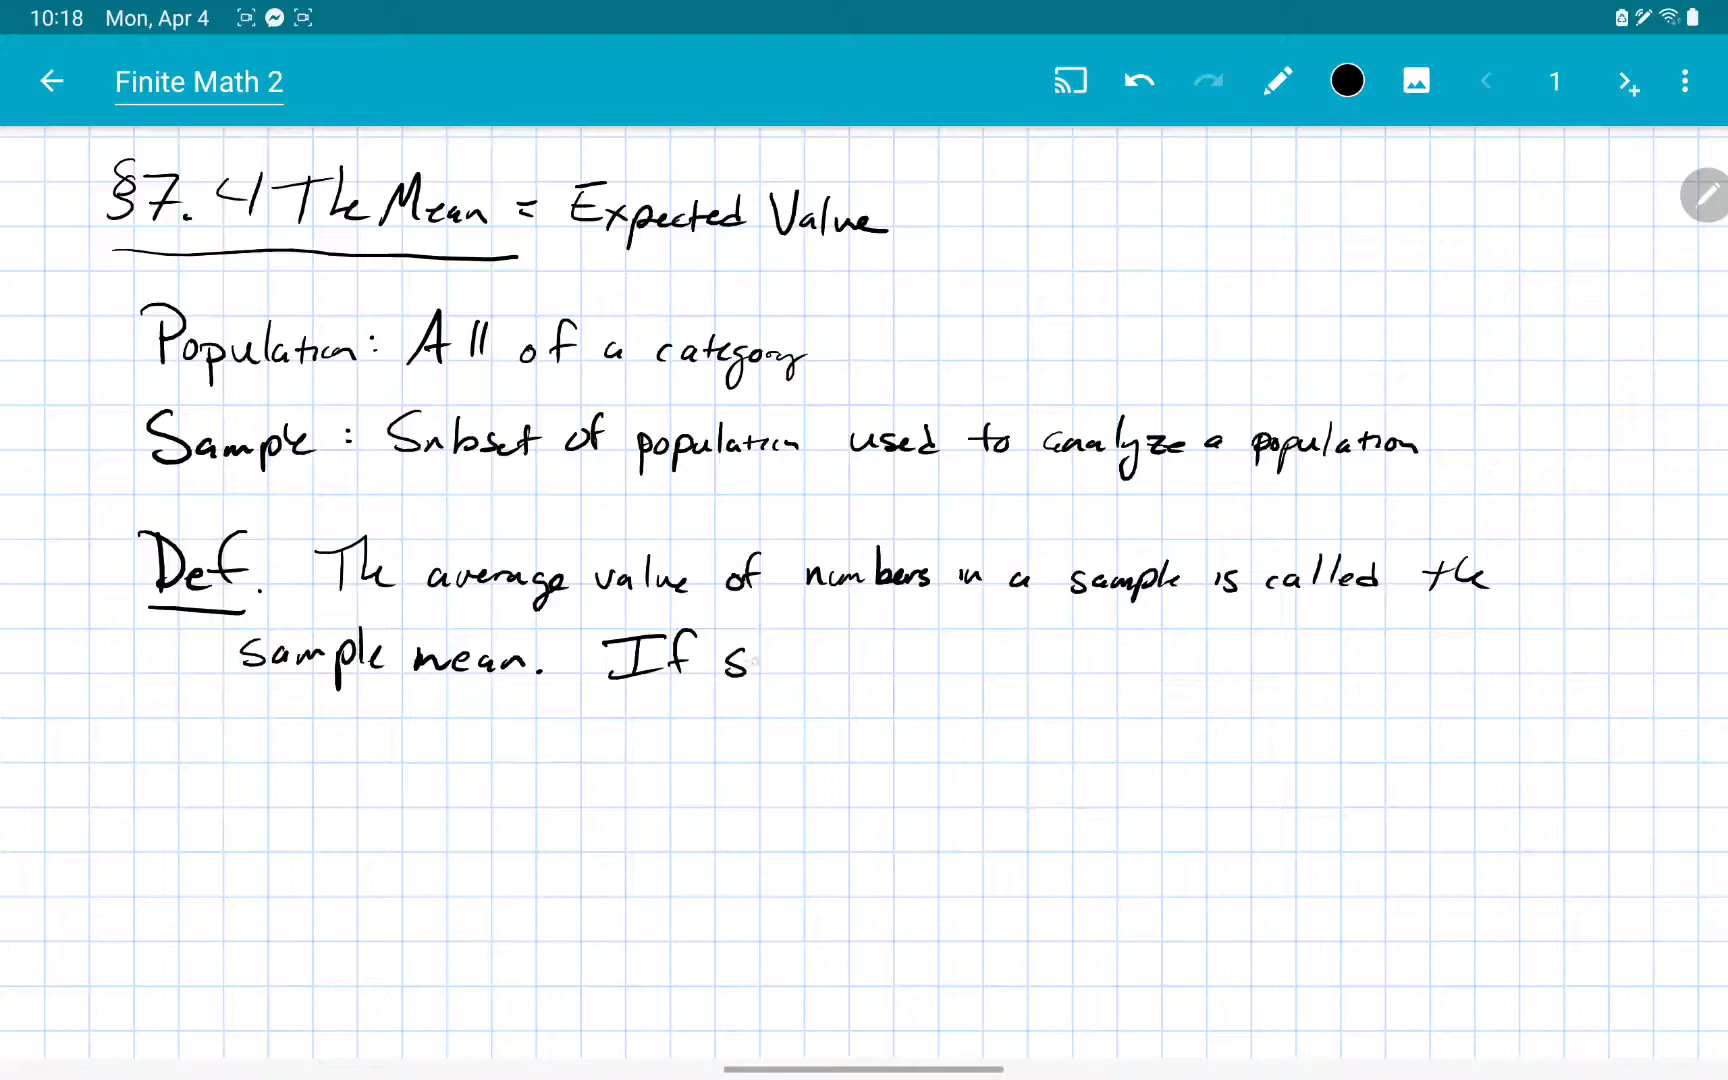 10:18 Mon, Apr 4
Finite Math 2
1
§7.4 The Mean = Expected Value
Population: All of a category
Sample: Subset of population used to analyze a population
Def. The average value of numbers in a sample is called the
sample mean. If s